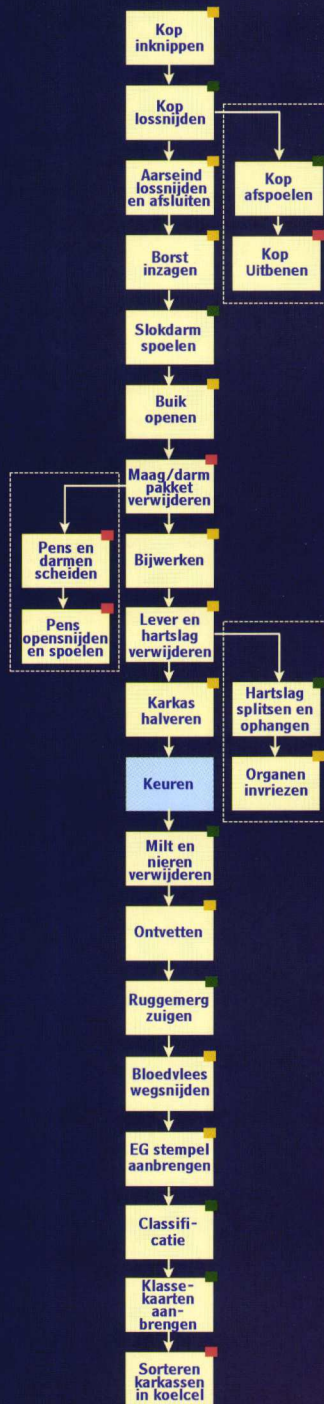 Kop
inknippen
Kop
lossnijden
Aarseind
lossnijden
en afsluiten
Kop
afspoelen
Borst
inzagen
Kop
Uitbenen
Slokdarm
spoelen
Buik
openen
Maag/darm
pakket
verwijderen
Pens en
darmen
scheiden
Pens
opensnijden
en spoelen
Bijwerken
Lever en
hartslag
verwijderen
Hartslag
splitsen en
ophangen
Organen
invriezen
Karkas
halveren
Keuren
Milt en
nieren
verwijderen
Ontvetten
Ruggemerg
zuigen
Bloedvlees
wegsnijden
EG stempel
aanbrengen
Classifi-
catie
Klasse-
kaarten
aan-
brengen
Sorteren
karkassen
in koelcel